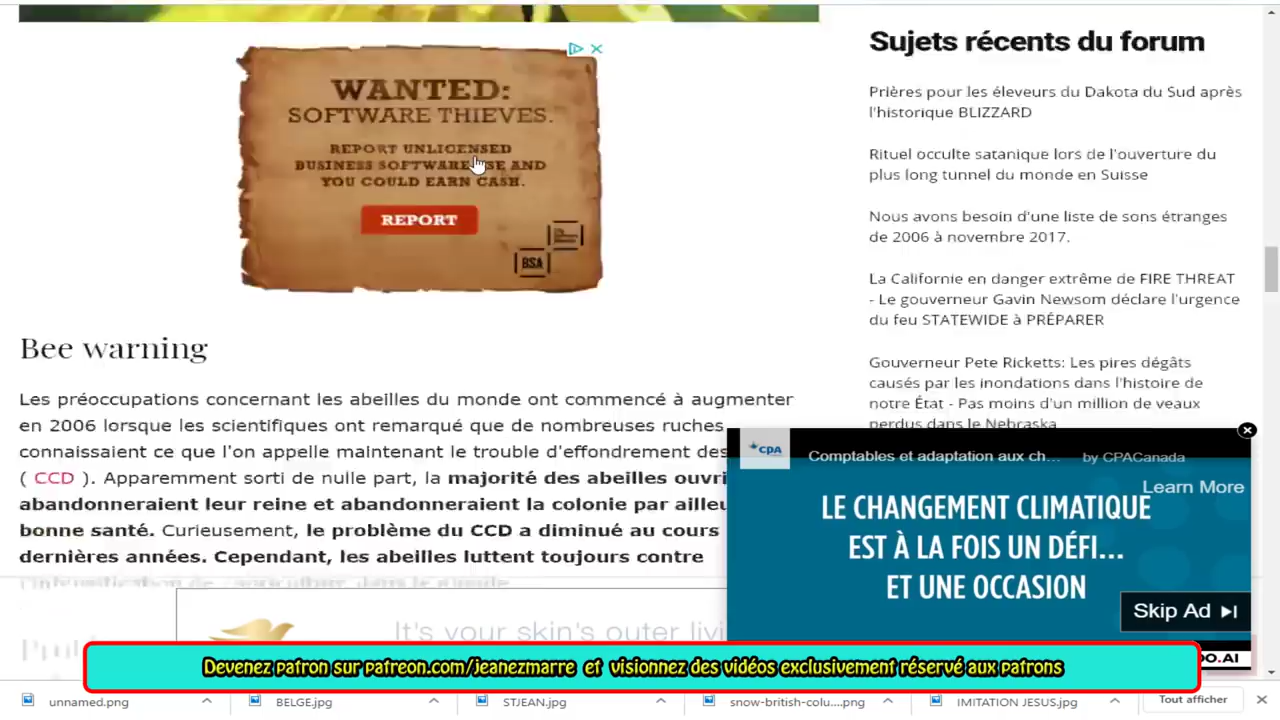 WANTED:
SOFTWARE THIEVES.
REPORT UNLICENSED
BUSINESS SOFTWARE USE AND
YOU COULD EARN CASH.
REPORT
BSA
Bee warning
Les préoccupations concernant les abeilles du monde ont commencé à augmenter
en 2006 lorsque les scientifiques ont remarqué que de nombreuses ruches
connaissaient ce que l'on appelle maintenant le trouble d'effondrement des
( CCD ). Apparemment sorti de nulle part, la majorité des abeilles ouvri
abandonneraient leur reine et abandonneraient la colonie par ailleu
bonne santé. Curieusement, le problème du CCD a diminué au cours
dernières années. Cependant, les abeilles luttent toujours contre
l'intensification de l'agriculture dans le monde
It's your skin's outer livi
Sujets récents du forum
Prières pour les éleveurs du Dakota du Sud après
l'historique BLIZZARD
Rituel occulte satanique lors de l'ouverture du
plus long tunnel du monde en Suisse
Nous avons besoin d'une liste de sons étranges
de 2006 à novembre 2017.
La Californie en danger extrême de FIRE THREAT
- Le gouverneur Gavin Newsom déclare l'urgence
du feu STATEWIDE à PRÉPARER
Gouverneur Pete Ricketts: Les pires dégâts
causés par les inondations dans l'histoire de
notre État - Pas moins d'un million de veaux
perdus dans le Nebraska
CPA
Comptables et adaptation aux ch... by CPACanada
Learn More
LE CHANGEMENT CLIMATIQUE
EST À LA FOIS UN DÉFI...
ET UNE OCCASION
Skip Ad
DO.AI
Devenez patron sur patreon.com/jeanezmarre et visionnez des vidéos exclusivement réservé aux patrons
unnamed.png
BELGE.jpg
STJEAN.jpg
snow-british-colu....png
IMITATION JESUS.jpg
Tout afficher